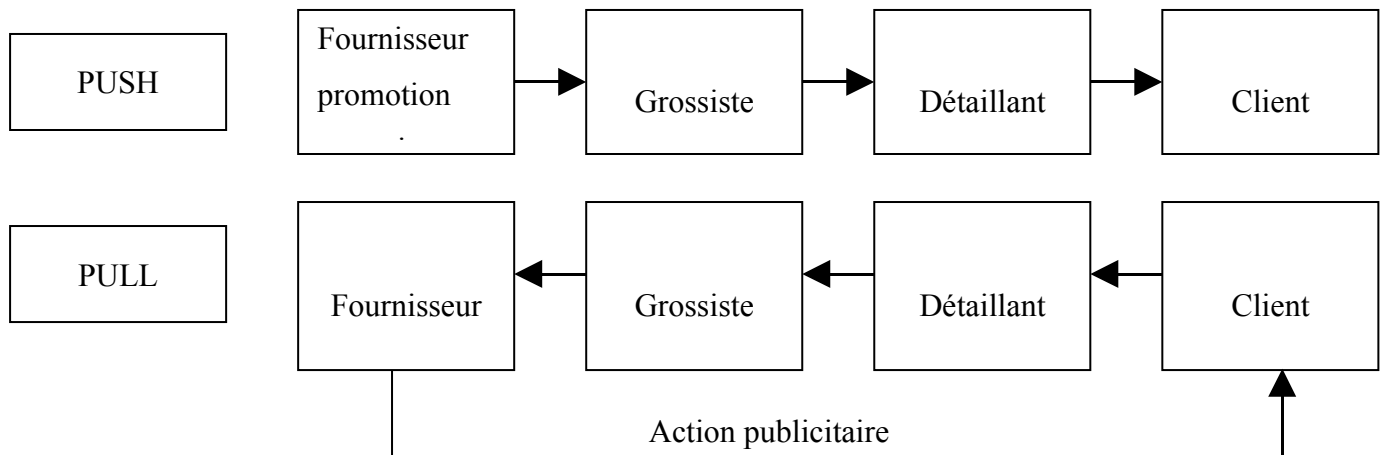 PUSH
Fournisseur
promotion
.
Grossiste
Détaillant
Client
PULL
Fournisseur
Grossiste
Détaillant
Client
Action publicitaire